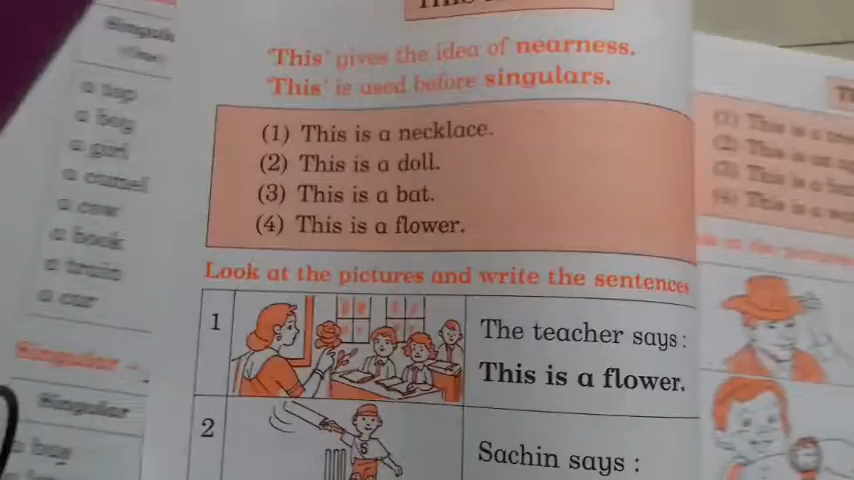 a top
a boy
a girl
a camel
a cow
a book
a train
a car
Singular
Singular
'This' gives the idea of nearness.
'This' is used before singulars.
(1) This is a necklace.
(2) This is a doll.
(3) This is a bat.
(4) This is a flower.
Look at the pictures and write the sentences
1
The teacher says :
This is a flower.
2
Sachin says :
(1) This is a
(2) This is
(3) This is a
(4) This is a